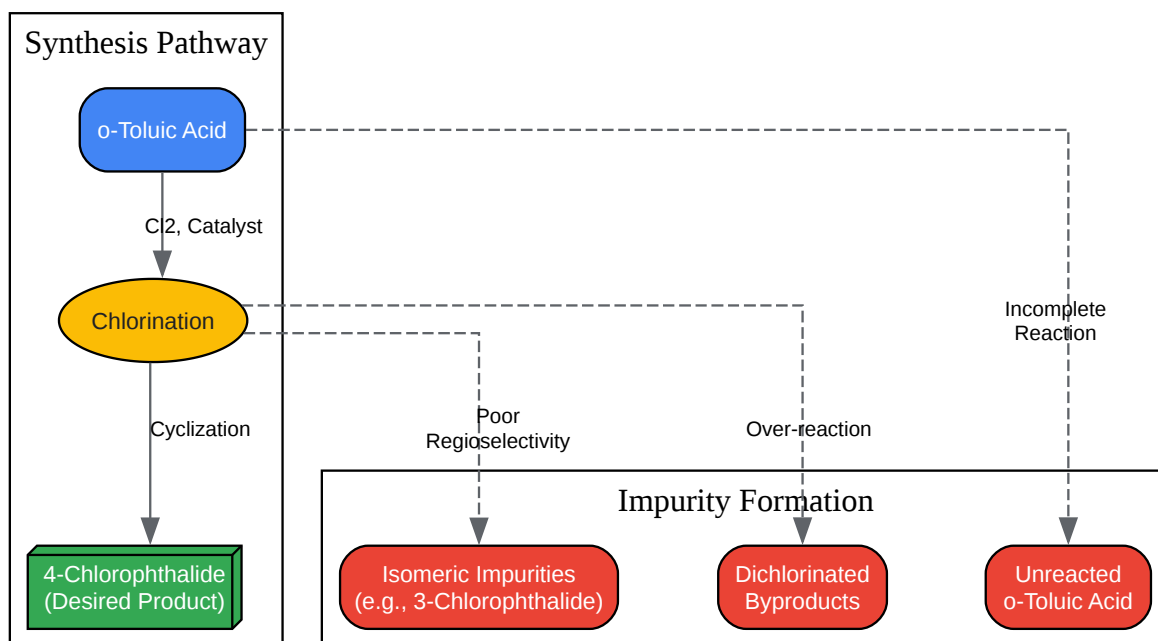 Synthesis Pathway
o-Toluic Acid
Cl2, Catalyst
Chlorination
Incomplete
Reaction
Cyclization
Poor
Regioselectivity
Over-reaction
Impurity Formation
4-Chlorophthalide
(Desired Product)
Isomeric Impurities
(e.g., 3-Chlorophthalide)
Dichlorinated
Byproducts
Unreacted
o-Toluic Acid